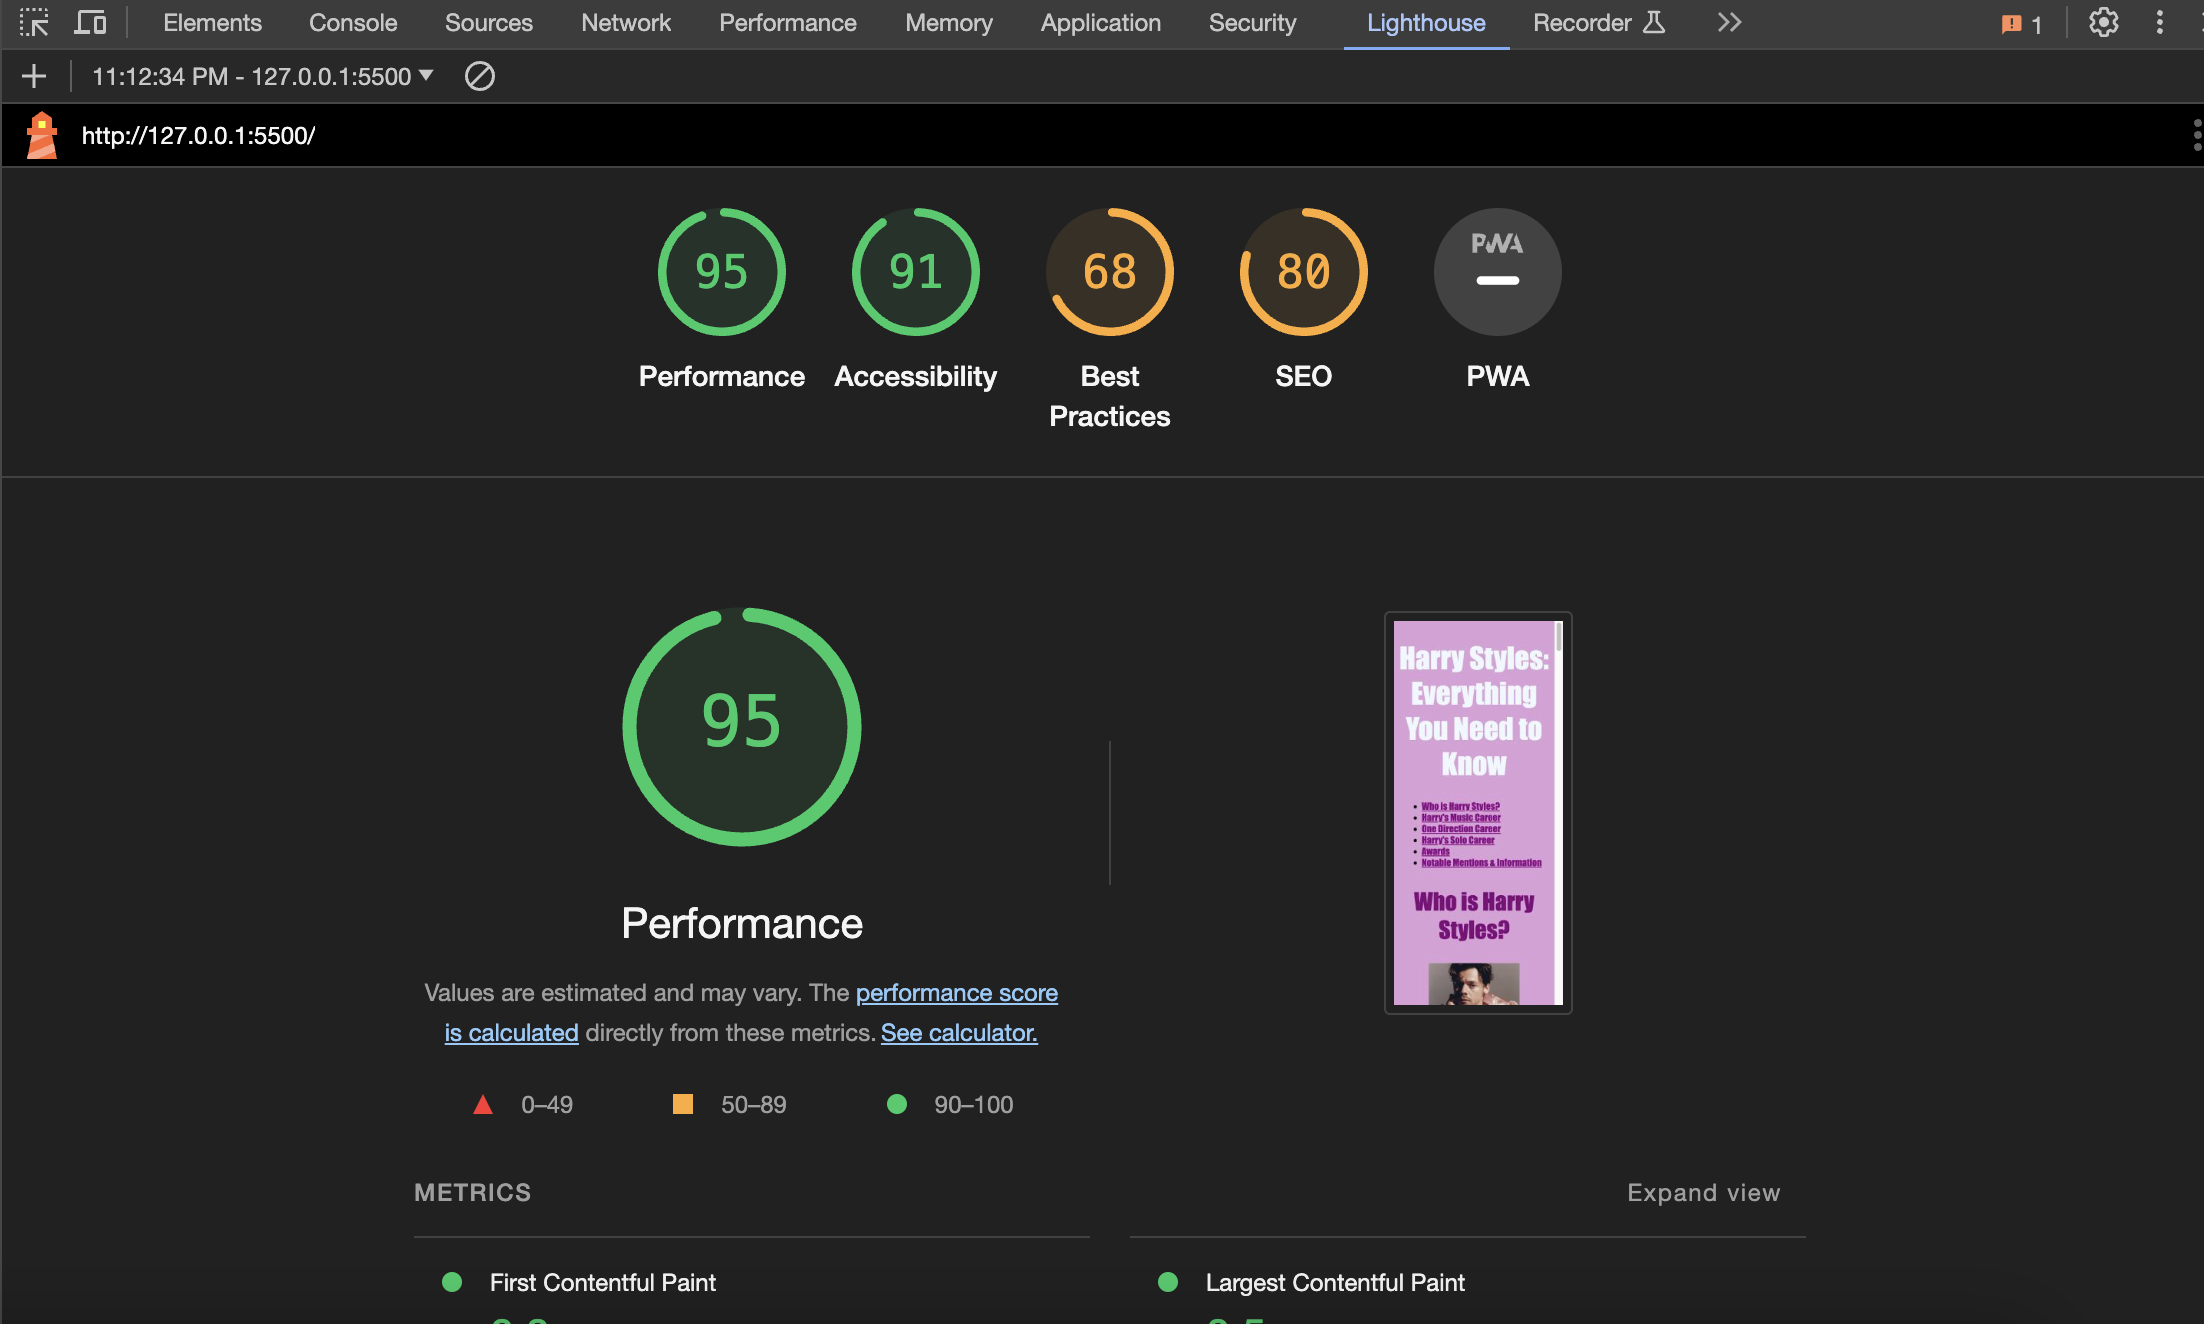 Elements Console Sources Network Performance Memory Application Security Lighthouse Recorder 1
11:12:34 PM - 127.0.0.1:5500
http://127.0.0.1:5500/
95 91 68 80 PWA
Performance Accessibility Best Practices SEO PWA
95
Performance
Values are estimated and may vary. The performance score
is calculated directly from these metrics. See calculator.
0–49 50–89 90–100
Harry Styles:
Everything
You Need to
Know
Who is Harry Styles?
Harry's Music Career
One Direction Career
Harry's Solo Career
Awards
Notable Mentions & Information
Who is Harry
Styles?
METRICS Expand view
First Contentful Paint Largest Contentful Paint